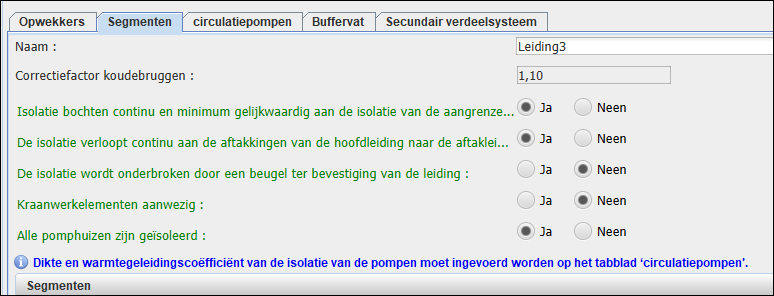 Opwekkers Segmenten circulatiepompen Buffervat Secundair verdeelsysteem
Naam : Leiding3
Correctiefactor koudebruggen : 1,10
Isolatie bochten continu en minimum gelijkwaardig aan de isolatie van de aangrenze... Ja Neen
De isolatie verloopt continu aan de aftakkingen van de hoofdleiding naar de aftaklei... Ja Neen
De isolatie wordt onderbroken door een beugel ter bevestiging van de leiding : Ja Neen
Kraanwerkelementen aanwezig : Ja Neen
Alle pomphuizen zijn geïsoleerd : Ja Neen
Dikte en warmtegeleidingscoëfficiënt van de isolatie van de pompen moet ingevoerd worden op het tabblad ‘circulatiepompen’.
Segmenten